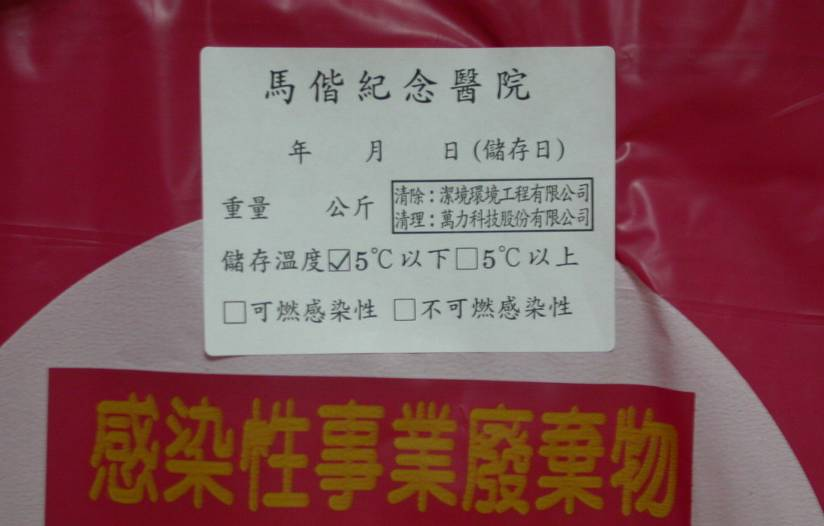 馬偕紀念醫院
年 月 日(儲存日)
重量 公斤
清除:潔境環境工程有限公司
清理:萬力科技股份有限公司
儲存溫度☑5℃以下☐5℃以上
☐可燃感染性 ☐不可燃感染性
感染性事業廢棄物